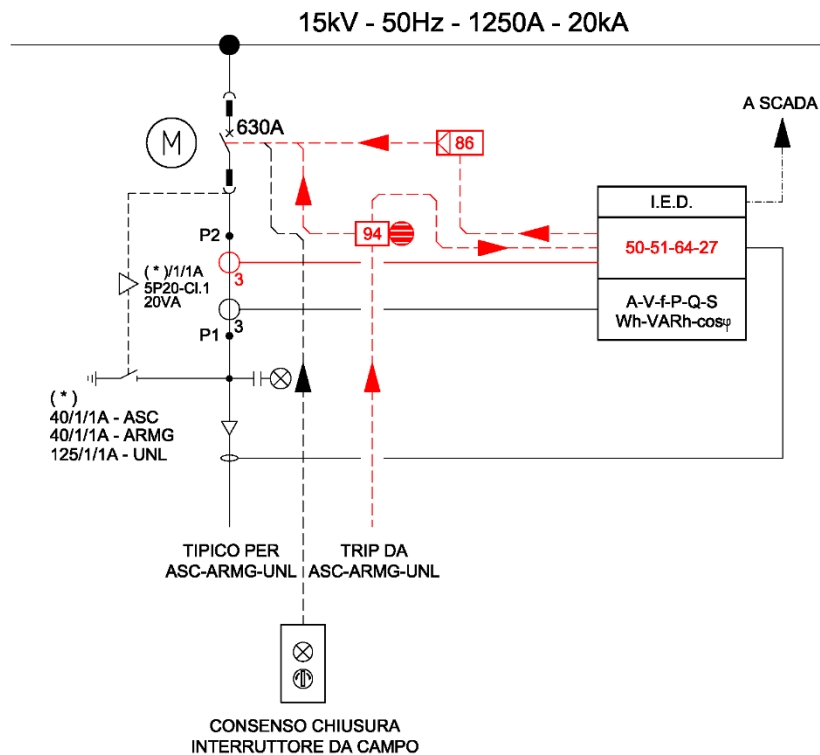 15kV - 50Hz - 1250A - 20kA
A SCADA
630A
M
86
I.E.D.
P2
94
50-51-64-27
( * )/1/1A
5P20-Cl.1
20VA
3
A-V-f-P-Q-S
Wh-VARh-cosφ
3
P1
( * )
40/1/1A - ASC
40/1/1A - ARMG
125/1/1A - UNL
TIPICO PER
ASC-ARMG-UNL
TRIP DA
ASC-ARMG-UNL
CONSENSO CHIUSURA
INTERRUTTORE DA CAMPO